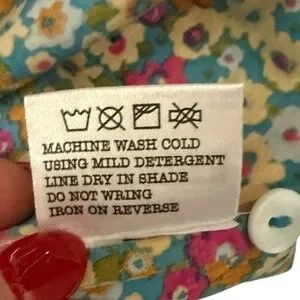 MACHINE WASH COLD
USING MILD DETERGENT
LINE DRY IN SHADE
DO NOT WRING
IRON ON REVERSE